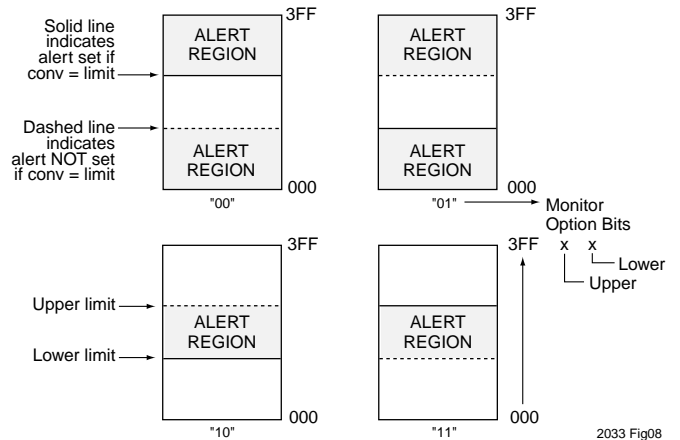 Solid line
indicates
alert set if
conv = limit
3FF
ALERT
REGION
Dashed line
indicates
alert NOT set
if conv = limit
ALERT
REGION
000
"00"
3FF
ALERT
REGION
ALERT
REGION
000
"01"
Monitor
Option Bits
x x
Lower
Upper
3FF
Upper limit
ALERT
REGION
Lower limit
000
"10"
3FF
ALERT
REGION
000
"11"
2033 Fig08